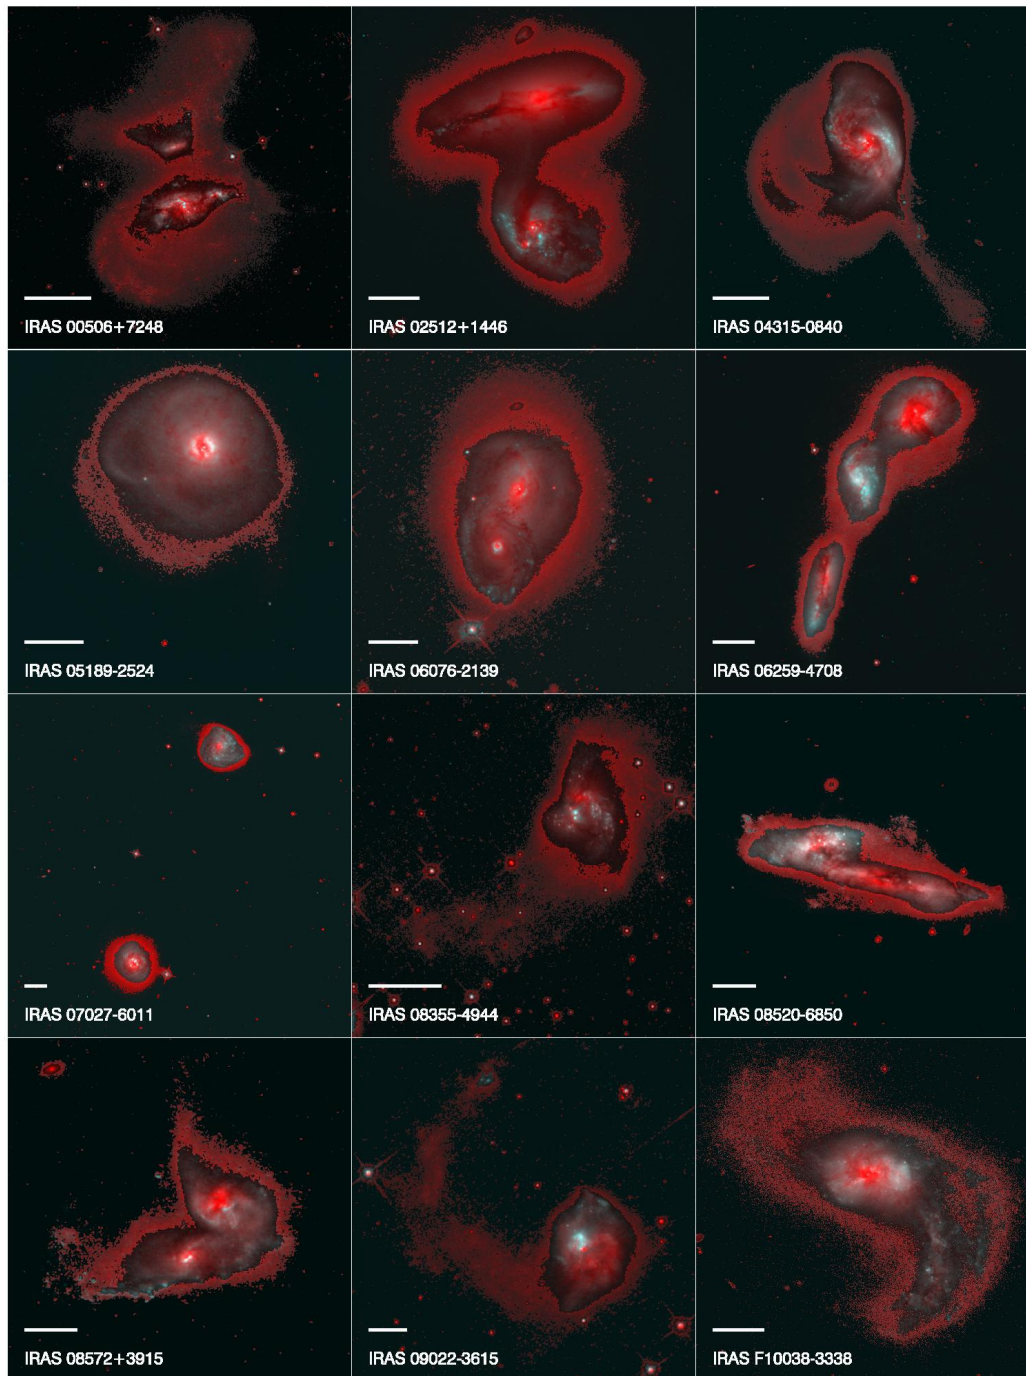 IRAS 00506+7248
IRAS 02512+1446
IRAS 04315-0840
IRAS 05189-2524
IRAS 06076-2139
IRAS 06259-4708
IRAS 07027-6011
IRAS 08355-4944
IRAS 08520-6850
IRAS 08572+3915
IRAS 09022-3615
IRAS F10038-3338